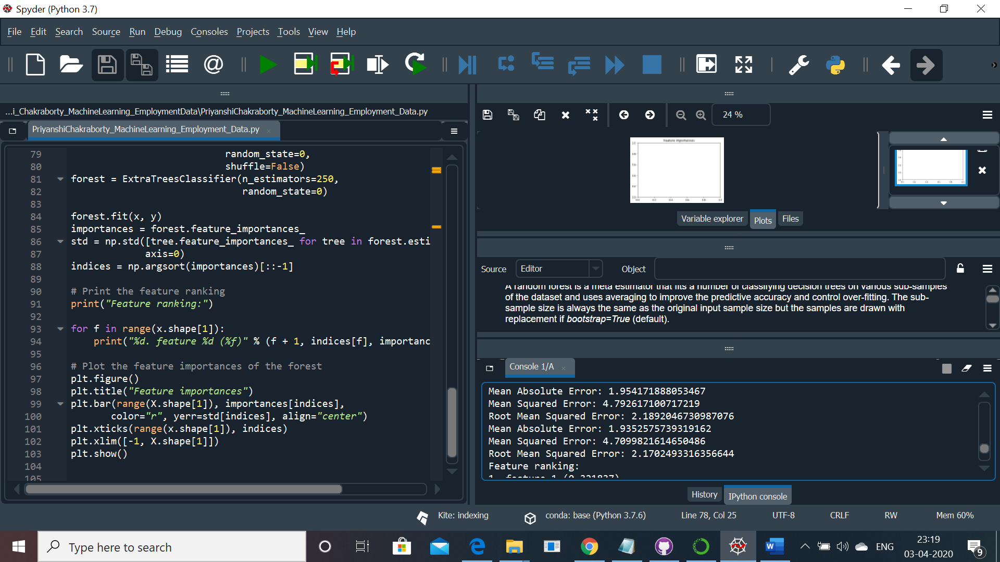 Spyder (Python 3.7)
File Edit Search Source Run Debug Consoles Projects Tools View Help
...i_Chakraborty_MachineLearning_EmploymentData\PriyanshiChakraborty_MachineLearning_Employment_Data.py
PriyanshiChakraborty_MachineLearning_Employment_Data.py
79 random_state=0,
80 shuffle=False)
81 forest = ExtraTreesClassifier(n_estimators=250,
82 random_state=0)
83
84 forest.fit(x, y)
85 importances = forest.feature_importances_
86 std = np.std([tree.feature_importances_ for tree in forest.esti
87 axis=0)
88 indices = np.argsort(importances)[::-1]
89
90 # Print the feature ranking
91 print("Feature ranking:")
92
93 for f in range(x.shape[1]):
94 print("%d. feature %d (%f)" % (f + 1, indices[f], importanc
95
96 # Plot the feature importances of the forest
97 plt.figure()
98 plt.title("Feature importances")
99 plt.bar(range(X.shape[1]), importances[indices],
100 color="r", yerr=std[indices], align="center")
101 plt.xticks(range(x.shape[1]), indices)
102 plt.xlim([-1, X.shape[1]])
103 plt.show()
104
105
24 %
Feature importances
Variable explorer Plots Files
Source Editor Object
A random forest is a meta estimator that fits a number of classifying decision trees on various sub-samples
of the dataset and uses averaging to improve the predictive accuracy and control over-fitting. The sub-
sample size is always the same as the original input sample size but the samples are drawn with
replacement if bootstrap=True (default).
Console 1/A
Mean Absolute Error: 1.954171888053467
Mean Squared Error: 4.792617100717219
Root Mean Squared Error: 2.1892046730987076
Mean Absolute Error: 1.9352575739319162
Mean Squared Error: 4.7099821614650486
Root Mean Squared Error: 2.1702493316356644
Feature ranking:
1. feature 1 (0.321837)
History IPython console
Kite: indexing conda: base (Python 3.7.6) Line 78, Col 25 UTF-8 CRLF RW Mem 60%
Type here to search
ENG
23:19
03-04-2020
9